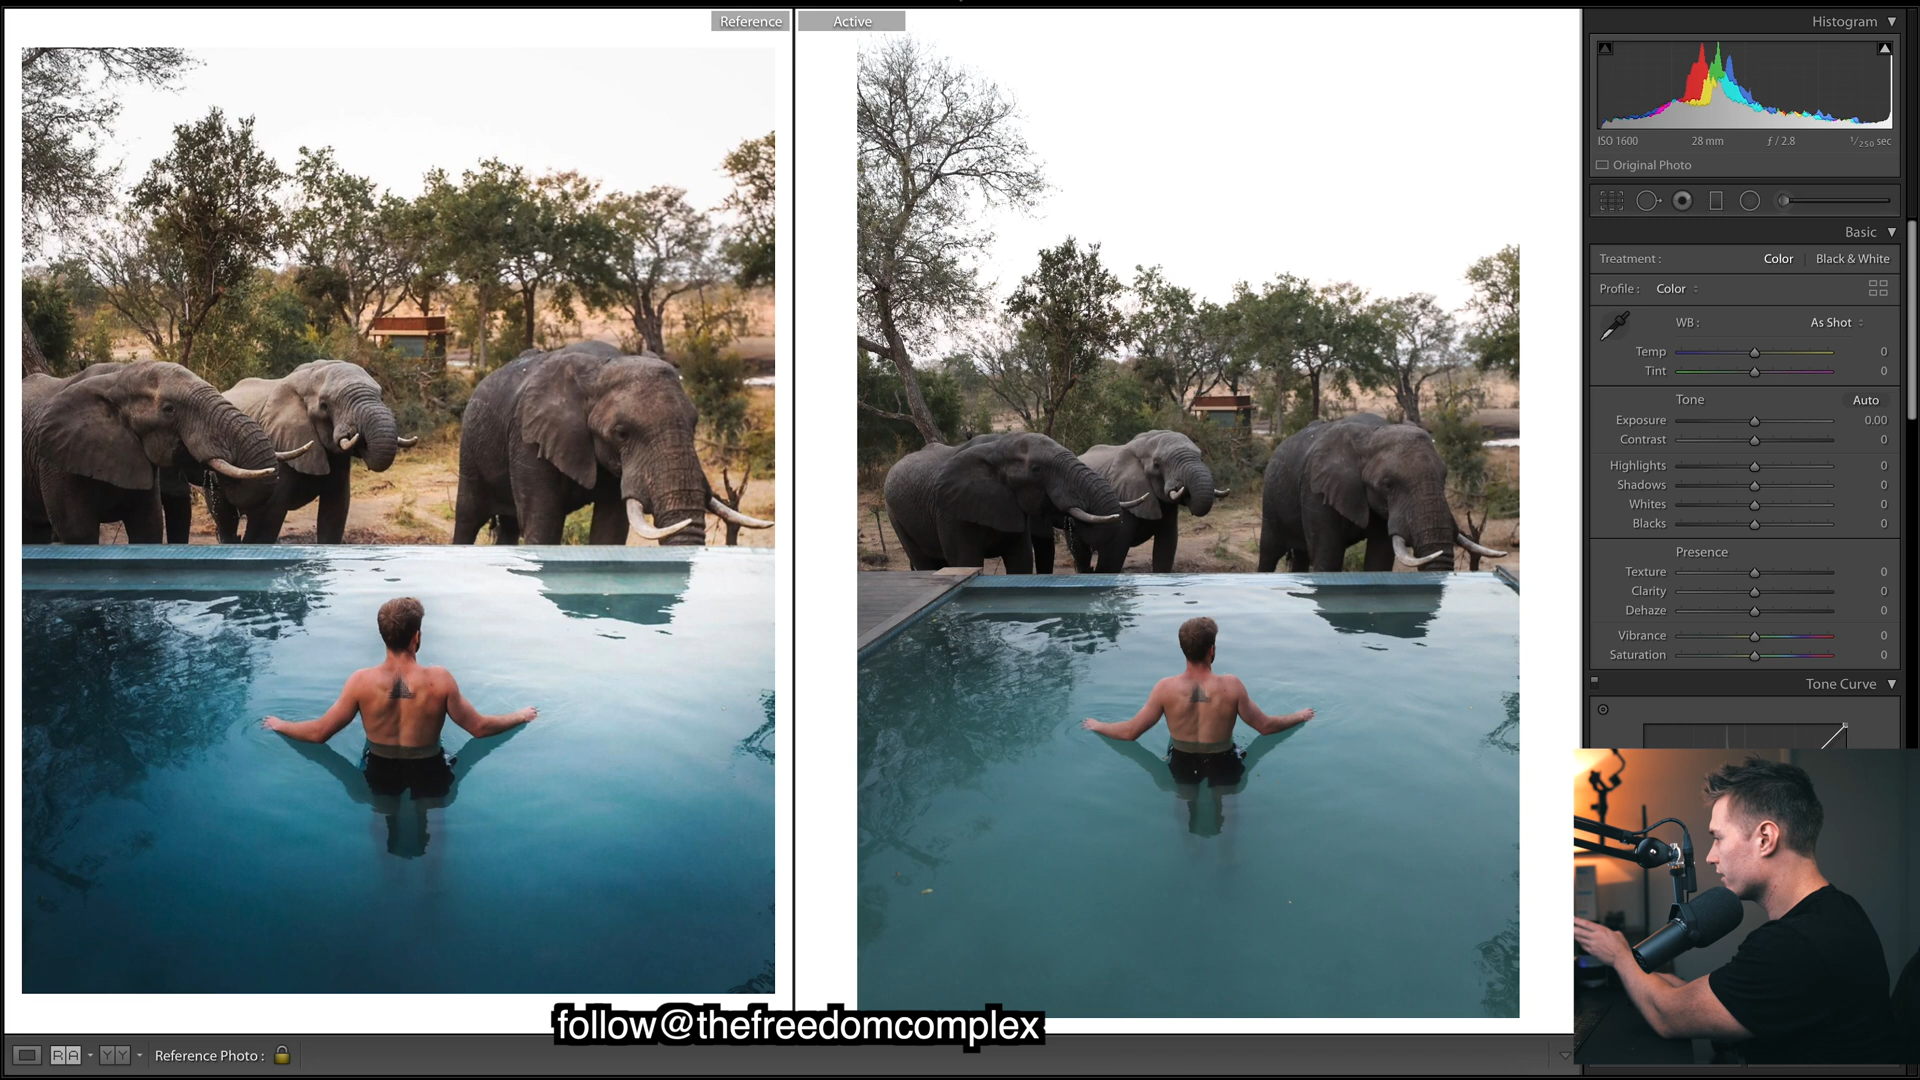 Reference
Active
Histogram
ISO 1600
28 mm
ƒ / 2.8
1/250 sec
Original Photo
Basic
Treatment :
Color
Black & White
Profile :
Color
WB :
As Shot
Temp
0
Tint
0
Tone
Auto
Exposure
0.00
Contrast
0
Highlights
0
Shadows
0
Whites
0
Blacks
0
Presence
Texture
0
Clarity
0
Dehaze
0
Vibrance
0
Saturation
0
Tone Curve
follow@thefreedomcomplex
R A
Y Y
Reference Photo :